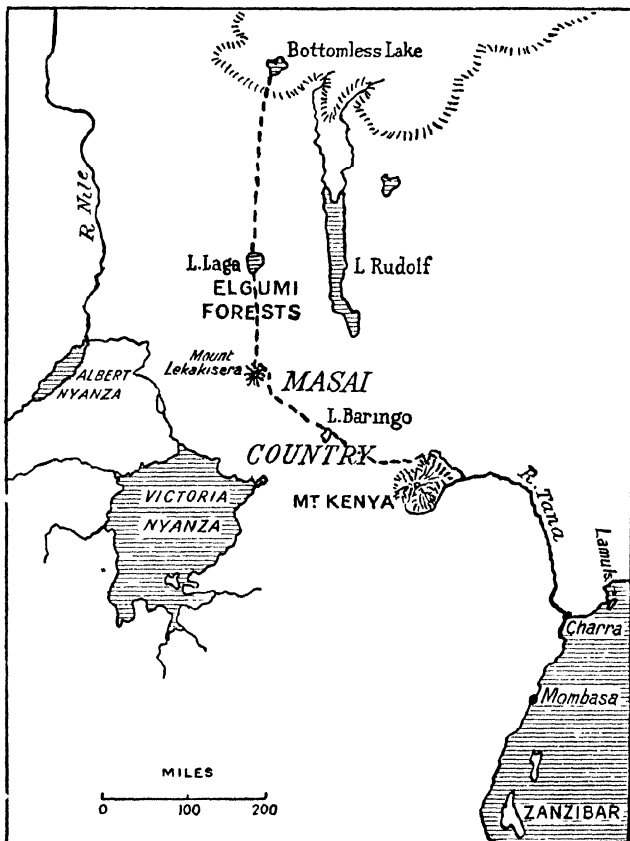 Bottomless Lake
R. Nile
L. Laga
L Rudolf
ELGUMI
FORESTS
Mount
Lekakisera
ALBERT
NYANZA
MASAI
L. Baringo
COUNTRY
VICTORIA
NYANZA
MT. KENYA
R. Tana
Charra
Mombasa
MILES
0 100 200
ZANZIBAR